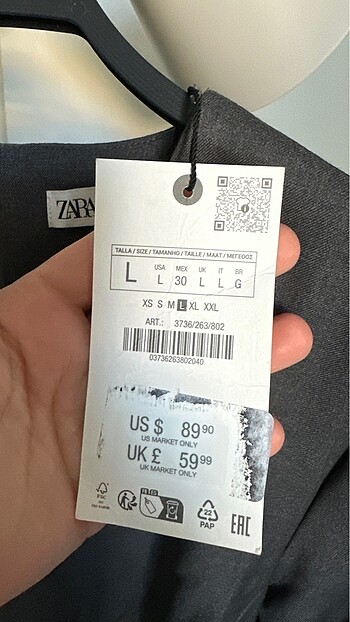 ZARA
TALLA / SIZE / TAMANHO / TAILLE / MAAT / ΜΕΓΕΘΟΣ
L
USA MEX UK IT BR
L 30 L L G
XS S M L XL XXL
ART.: 3736/263/802
03736263802040
US $ 89.90
US MARKET ONLY
UK £ 59.99
UK MARKET ONLY
FSC
FR
22
PAP
EAC